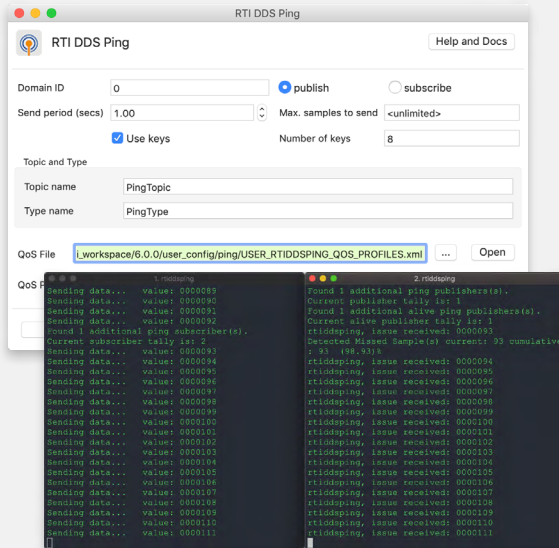 RTI DDS Ping
RTI DDS Ping
Help and Docs
Domain ID
0
publish
subscribe
Send period (secs)
1.00
Max. samples to send
<unlimited>
Use keys
Number of keys
8
Topic and Type
Topic name
PingTopic
Type name
PingType
QoS File
i_workspace/6.0.0/user_config/ping/USER_RTIDDSPING_QOS_PROFILES.xml
...
Open
QoS P
1. rtiddsping
Sending data... value: 0000089
Sending data... value: 0000090
Sending data... value: 0000091
Sending data... value: 0000092
Found 1 additional ping subscriber(s).
Current subscriber tally is: 2
Sending data... value: 0000093
Sending data... value: 0000094
Sending data... value: 0000095
Sending data... value: 0000096
Sending data... value: 0000097
Sending data... value: 0000098
Sending data... value: 0000099
Sending data... value: 0000100
Sending data... value: 0000101
Sending data... value: 0000102
Sending data... value: 0000103
Sending data... value: 0000104
Sending data... value: 0000105
Sending data... value: 0000106
Sending data... value: 0000107
Sending data... value: 0000108
Sending data... value: 0000109
Sending data... value: 0000110
Sending data... value: 0000111
2. rtiddsping
Found 1 additional ping publishers(s).
Current publisher tally is: 1
Found 1 additional alive ping publishers(s).
Current alive publisher tally is: 1
rtiddsping, issue received: 0000093
Detected Missed Sample(s) current: 93 cumulative
: 93 (98.93)%
rtiddsping, issue received: 0000094
rtiddsping, issue received: 0000095
rtiddsping, issue received: 0000096
rtiddsping, issue received: 0000097
rtiddsping, issue received: 0000098
rtiddsping, issue received: 0000099
rtiddsping, issue received: 0000100
rtiddsping, issue received: 0000101
rtiddsping, issue received: 0000102
rtiddsping, issue received: 0000103
rtiddsping, issue received: 0000104
rtiddsping, issue received: 0000105
rtiddsping, issue received: 0000106
rtiddsping, issue received: 0000107
rtiddsping, issue received: 0000108
rtiddsping, issue received: 0000109
rtiddsping, issue received: 0000110
rtiddsping, issue received: 0000111